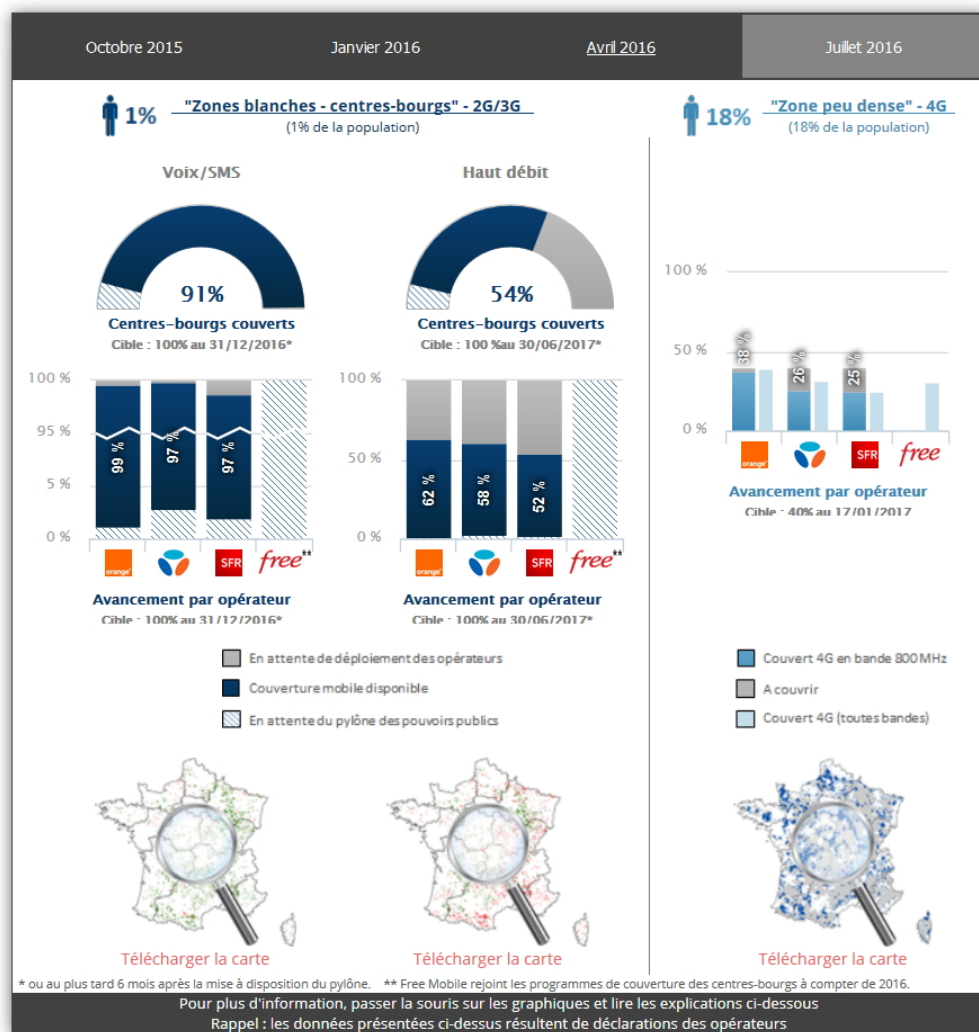 Octobre 2015
Janvier 2016
Avril 2016
Juillet 2016
1%
"Zones blanches - centres-bourgs" - 2G/3G
(1% de la population)
18%
"Zone peu dense" - 4G
(18% de la population)
Voix/SMS
Haut débit
91%
54%
Centres-bourgs couverts
Centres-bourgs couverts
Cible : 100% au 31/12/2016*
Cible : 100 %au 30/06/2017*
100 %
95 %
5 %
0 %
99 %
97 %
97 %
orange
SFR
free**
100 %
50 %
0 %
62 %
58 %
52 %
orange
SFR
free**
100 %
50 %
0 %
38 %
26 %
25 %
orange
SFR
free
Avancement par opérateur
Cible : 40% au 17/01/2017
Avancement par opérateur
Avancement par opérateur
Cible : 100% au 31/12/2016*
Cible : 100% au 30/06/2017*
En attente de déploiement des opérateurs
Couverture mobile disponible
En attente du pylône des pouvoirs publics
Couvert 4G en bande 800 MHz
A couvrir
Couvert 4G (toutes bandes)
Télécharger la carte
Télécharger la carte
Télécharger la carte
* ou au plus tard 6 mois après la mise à disposition du pylône. ** Free Mobile rejoint les programmes de couverture des centres-bourgs à compter de 2016.
Pour plus d'information, passer la souris sur les graphiques et lire les explications ci-dessous
Rappel : les données présentées ci-dessus résultent de déclarations des opérateurs